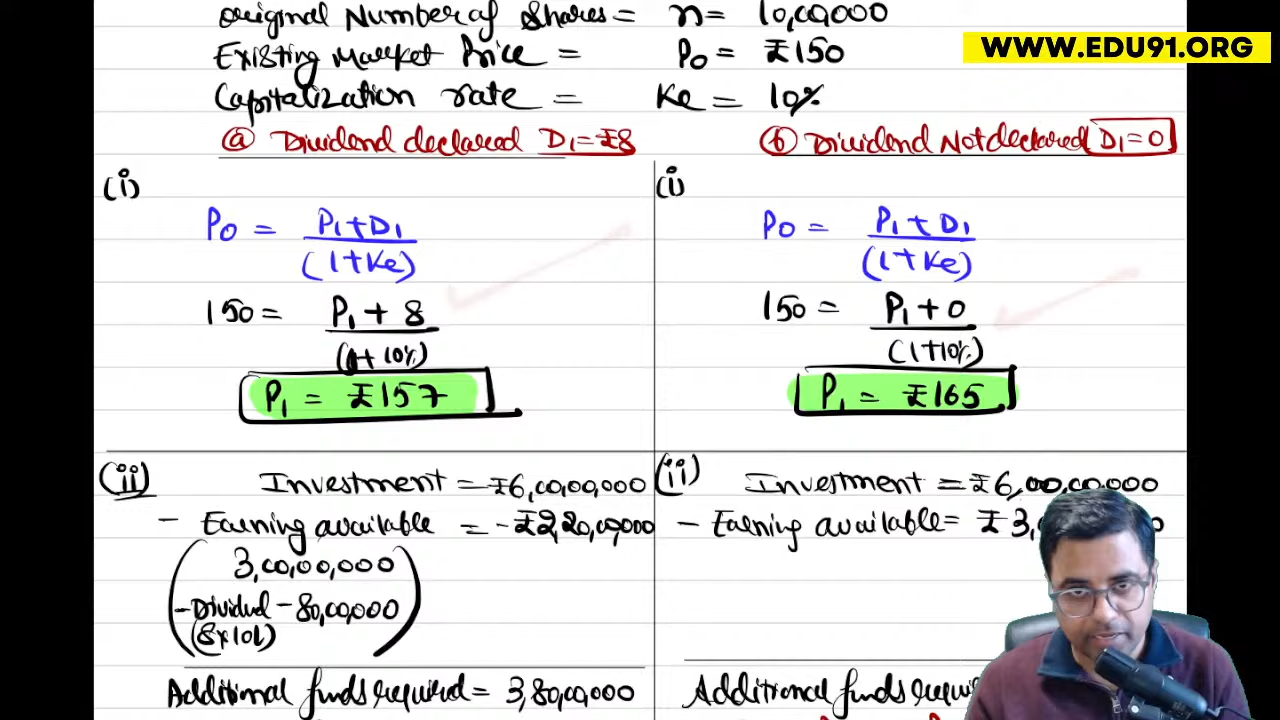 Original Number of Shares = n = 10,00,000
WWW.EDU91.ORG
Existing Market Price = P0 = ₹150
Capitalization rate = Ke = 10%
(a) Dividend declared D1 = ₹8
(b) Dividend Not declared D1 = 0
(i)
P0 = P1 + D1
(1 + Ke)
150 = P1 + 8
(1 + 10%)
P1 = ₹157
(i)
P0 = P1 + D1
(1 + Ke)
150 = P1 + 0
(1 + 10%)
P1 = ₹165
(ii) Investment = ₹6,00,00,000
- Earning available = - ₹2,20,00,000
3,00,00,000
- Dividend - 80,00,000
(8 × 10L)
Additional funds required = 3,80,00,000
(ii) Investment = ₹6,00,00,000
- Earning available = ₹3,
Additional funds